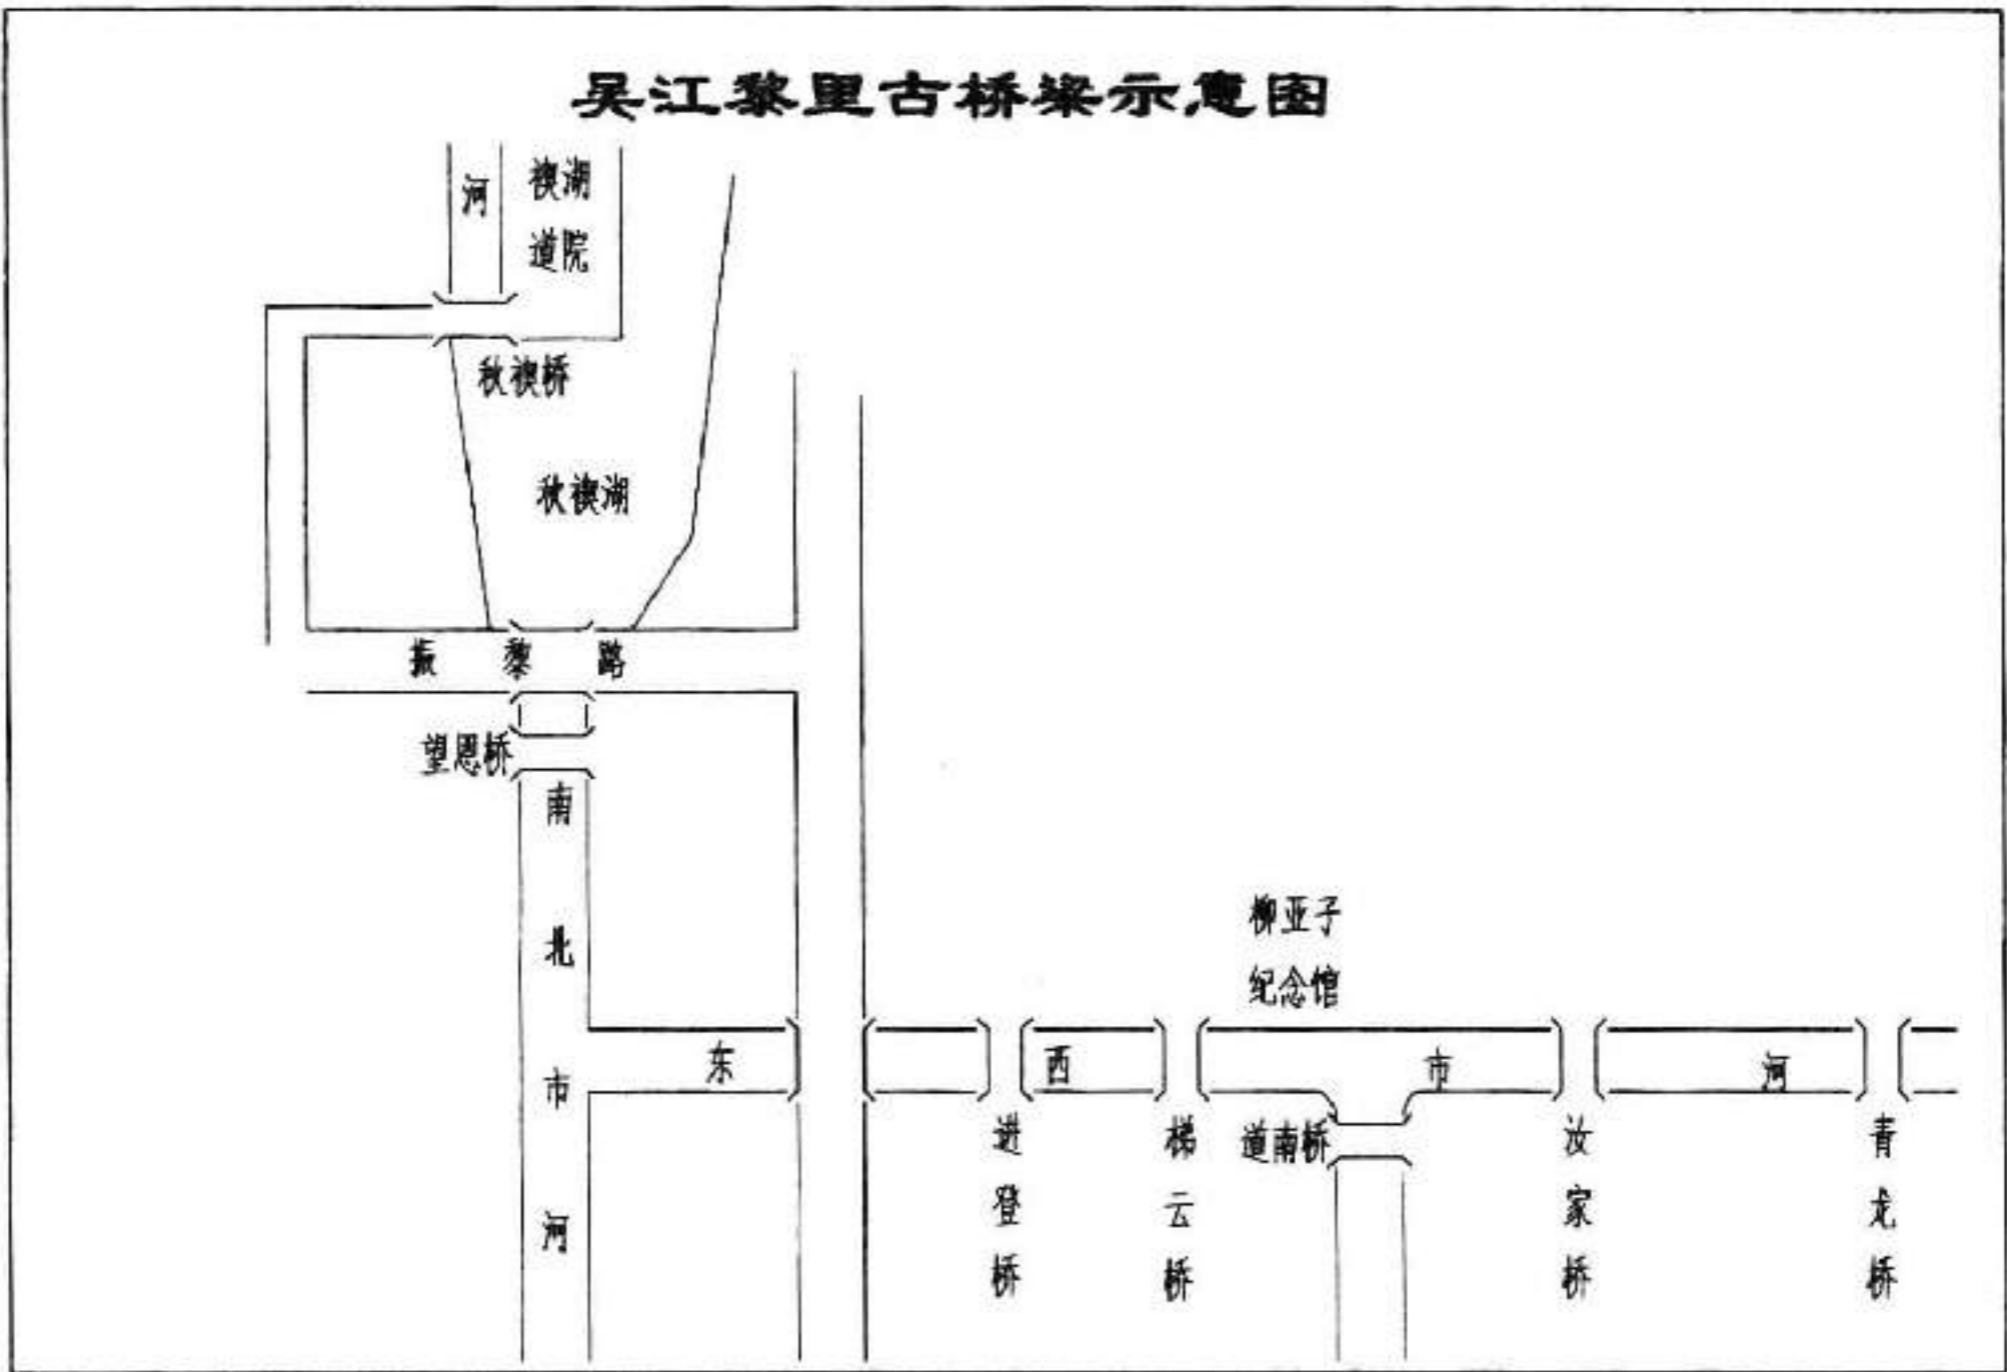 吴江黎里古桥梁示意图
河
禊湖
道院
秋禊桥
秋禊湖
振黎路
望恩桥
南北市河
柳亚子
纪念馆
东西市河
进登桥
梯云桥
道南桥
汝家桥
青龙桥